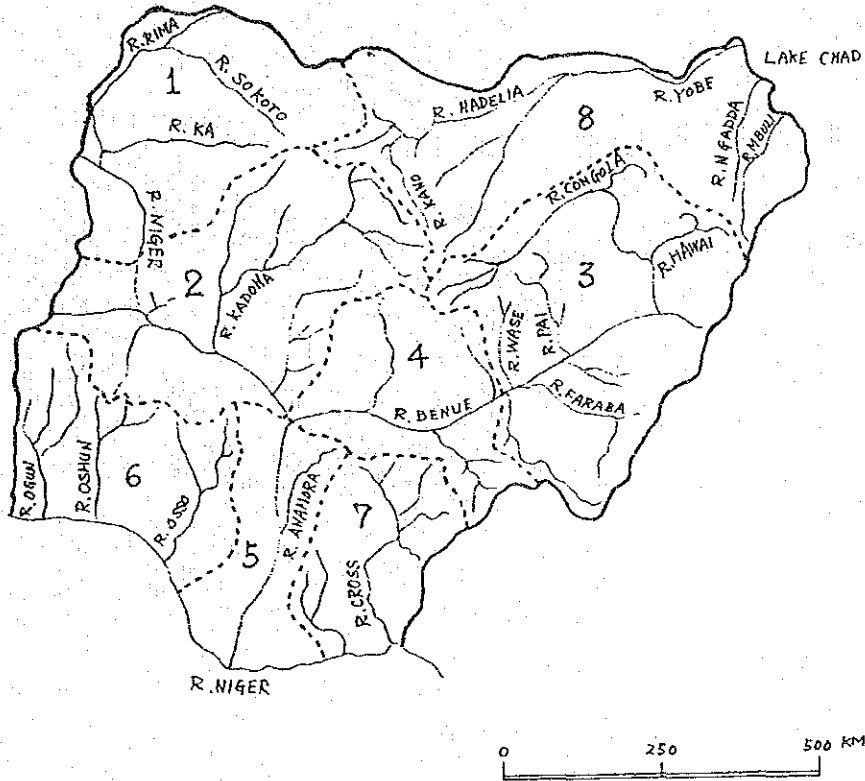 R.RIMA
LAKE CHAD
1
R. SOKOTO
R. HADELIA
R. YOBE
8
R. KA
R.NGADDA
R.MBULI
R. KANO
R.CONGOLA
R. NIGER
R.HAWAI
2
3
R. KADONA
R. WASE
R. PAI
4
R. BENUE
R. FARABA
R.OGUN
R.OSHUN
6
R. OSSO
5
R. ANAMORA
7
R. CROSS
R. NIGER
0 250 500 KM